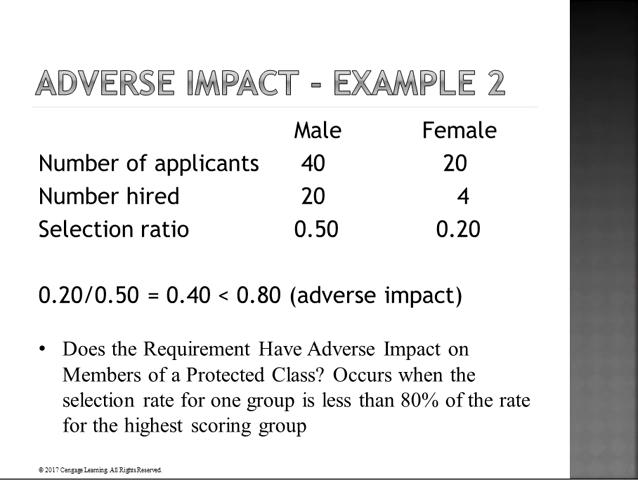 ADVERSE IMPACT - EXAMPLE 2
Male Female
Number of applicants 40 20
Number hired 20 4
Selection ratio 0.50 0.20
0.20/0.50 = 0.40 < 0.80 (adverse impact)
• Does the Requirement Have Adverse Impact on
Members of a Protected Class? Occurs when the
selection rate for one group is less than 80% of the rate
for the highest scoring group
© 2017 Cengage Learning. All Rights Reserved.